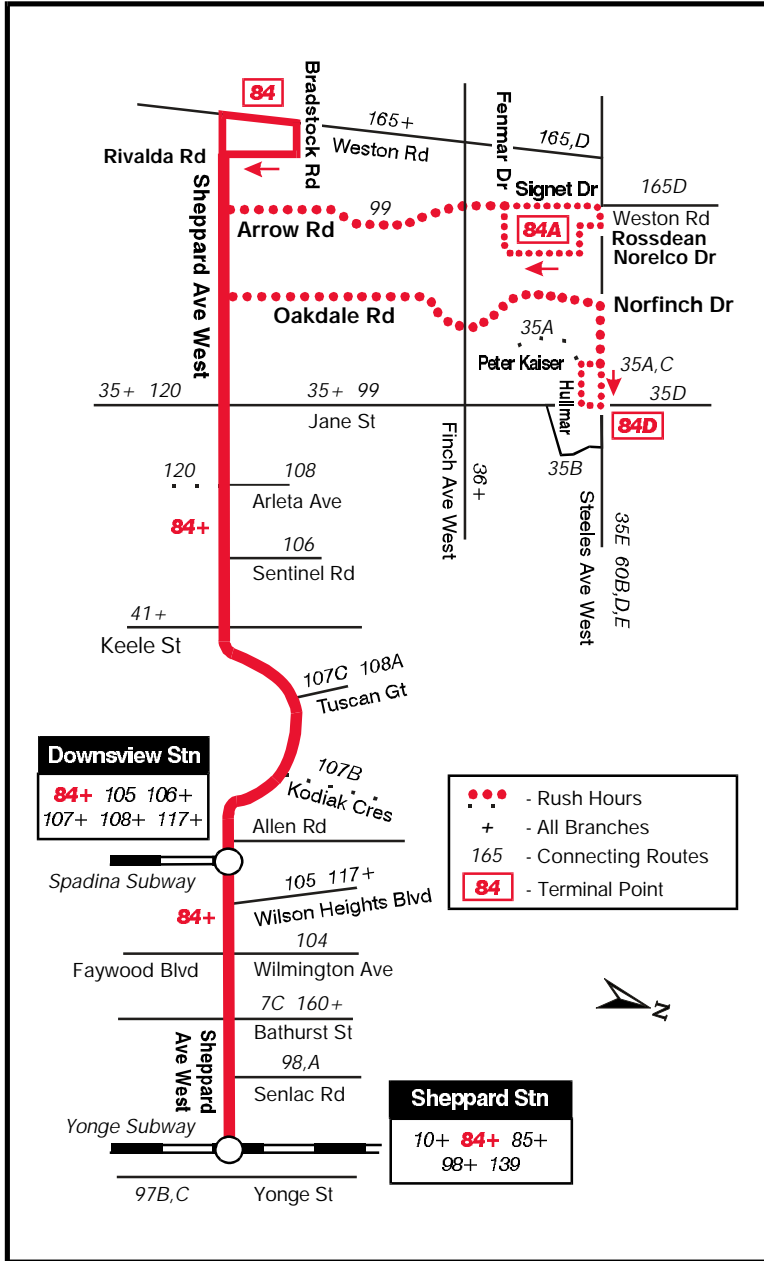 84
Bradstock Rd
165+
Weston Rd
Fenmar Dr
165,D
Rivalda Rd
Sheppard Ave West
Signet Dr
165D
99
Arrow Rd
84A
Weston Rd
Rossdean
Norelco Dr
Oakdale Rd
Norfinch Dr
35A
Peter Kaiser
35A,C
Hullmar
35+ 120
35+ 99
35D
Jane St
84D
35B
Finch Ave West
36+
Steeles Ave West
35E 60B,D,E
120
108
Arleta Ave
84+
106
Sentinel Rd
41+
Keele St
107C 108A
Tuscan Gt
Downsview Stn
84+ 105 106+
107+ 108+ 117+
107B
Kodiak Cres
Allen Rd
Spadina Subway
- Rush Hours
+ - All Branches
165 - Connecting Routes
84 - Terminal Point
105 117+
Wilson Heights Blvd
84+
104
Faywood Blvd
Wilmington Ave
7C 160+
Bathurst St
N
Sheppard
Ave West
98,A
Senlac Rd
Yonge Subway
Sheppard Stn
10+ 84+ 85+
98+ 139
97B,C
Yonge St